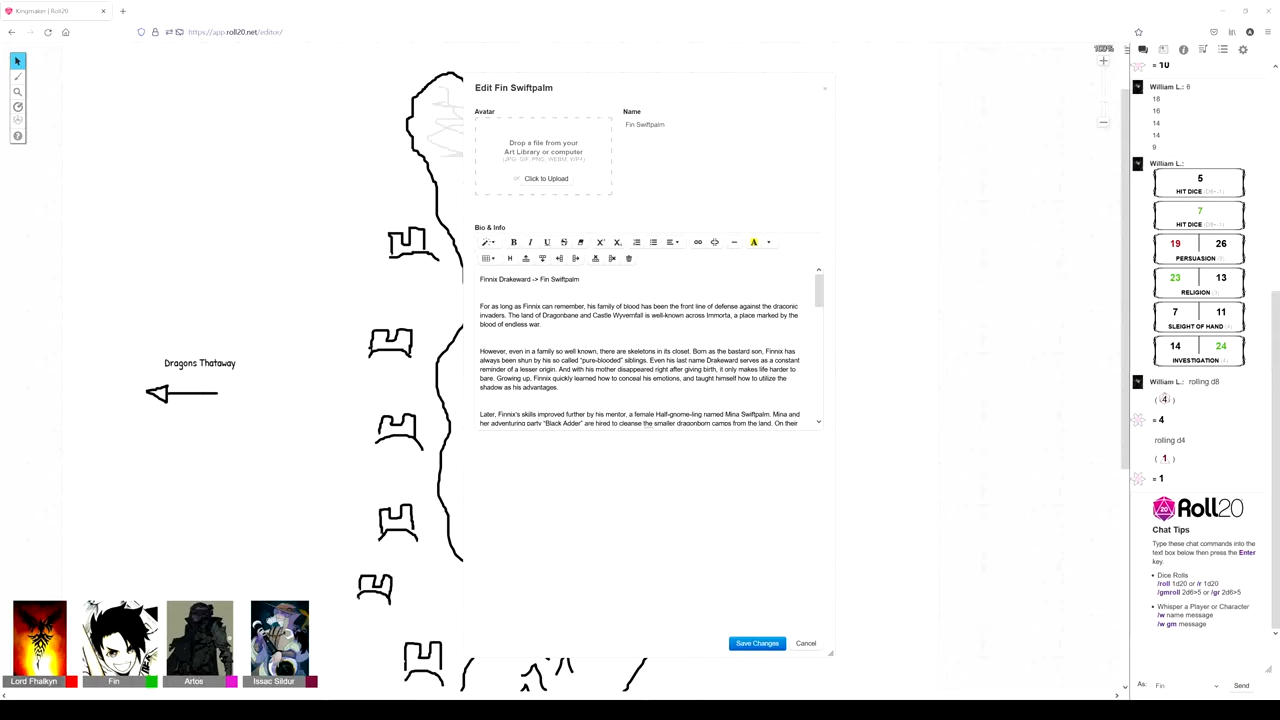 Kingmaker | Roll20
https://app.roll20.net/editor/
100%
Edit Fin Swiftpalm
Avatar
Name
Fin Swiftpalm
Drop a file from your
Art Library or computer
(JPG, GIF, PNG, WEBM, MP4)
or Click to Upload
Bio & Info
Finnix Drakeward -> Fin Swiftpalm
For as long as Finnix can remember, his family of blood has been the front line of defense against the draconic
invaders. The land of Dragonbane and Castle Wyvernfall is well-known across Immorta, a place marked by the
blood of endless war.
However, even in a family so well known, there are skeletons in its closet. Born as the bastard son, Finnix has
always been shun by his so called “pure-blooded” siblings. Even his last name Drakeward serves as a constant
reminder of a lesser origin. And with his mother disappeared right after giving birth, it only makes life harder to
bare. Growing up, Finnix quickly learned how to conceal his emotions, and taught himself how to utilize the
shadow as his advantages.
Later, Finnix's skills improved further by his mentor, a female Half-gnome-ling named Mina Swiftpalm. Mina and
her adventuring party “Black Adder” are hired to cleanse the smaller dragonborn camps from the land. On their
Save Changes
Cancel
Dragons Thataway
Lord Fhalkyn
Fin
Artos
Issac Sildur
= 10
William L.: 6
18
16
14
14
9
William L.:
5
HIT DICE (D8+-1)
7
HIT DICE (D8+-1)
19 26
PERSUASION
23 13
RELIGION
7 11
SLEIGHT OF HAND
14 24
INVESTIGATION
William L.: rolling d8
( 4 )
= 4
rolling d4
( 1 )
= 1
20 Roll20
Chat Tips
Type these chat commands into the
text box below then press the Enter
key.
Dice Rolls
/roll 1d20 or /r 1d20
/gmroll 2d6>5 or /gr 2d6>5
Whisper a Player or Character
/w name message
/w gm message
As: Fin
Send